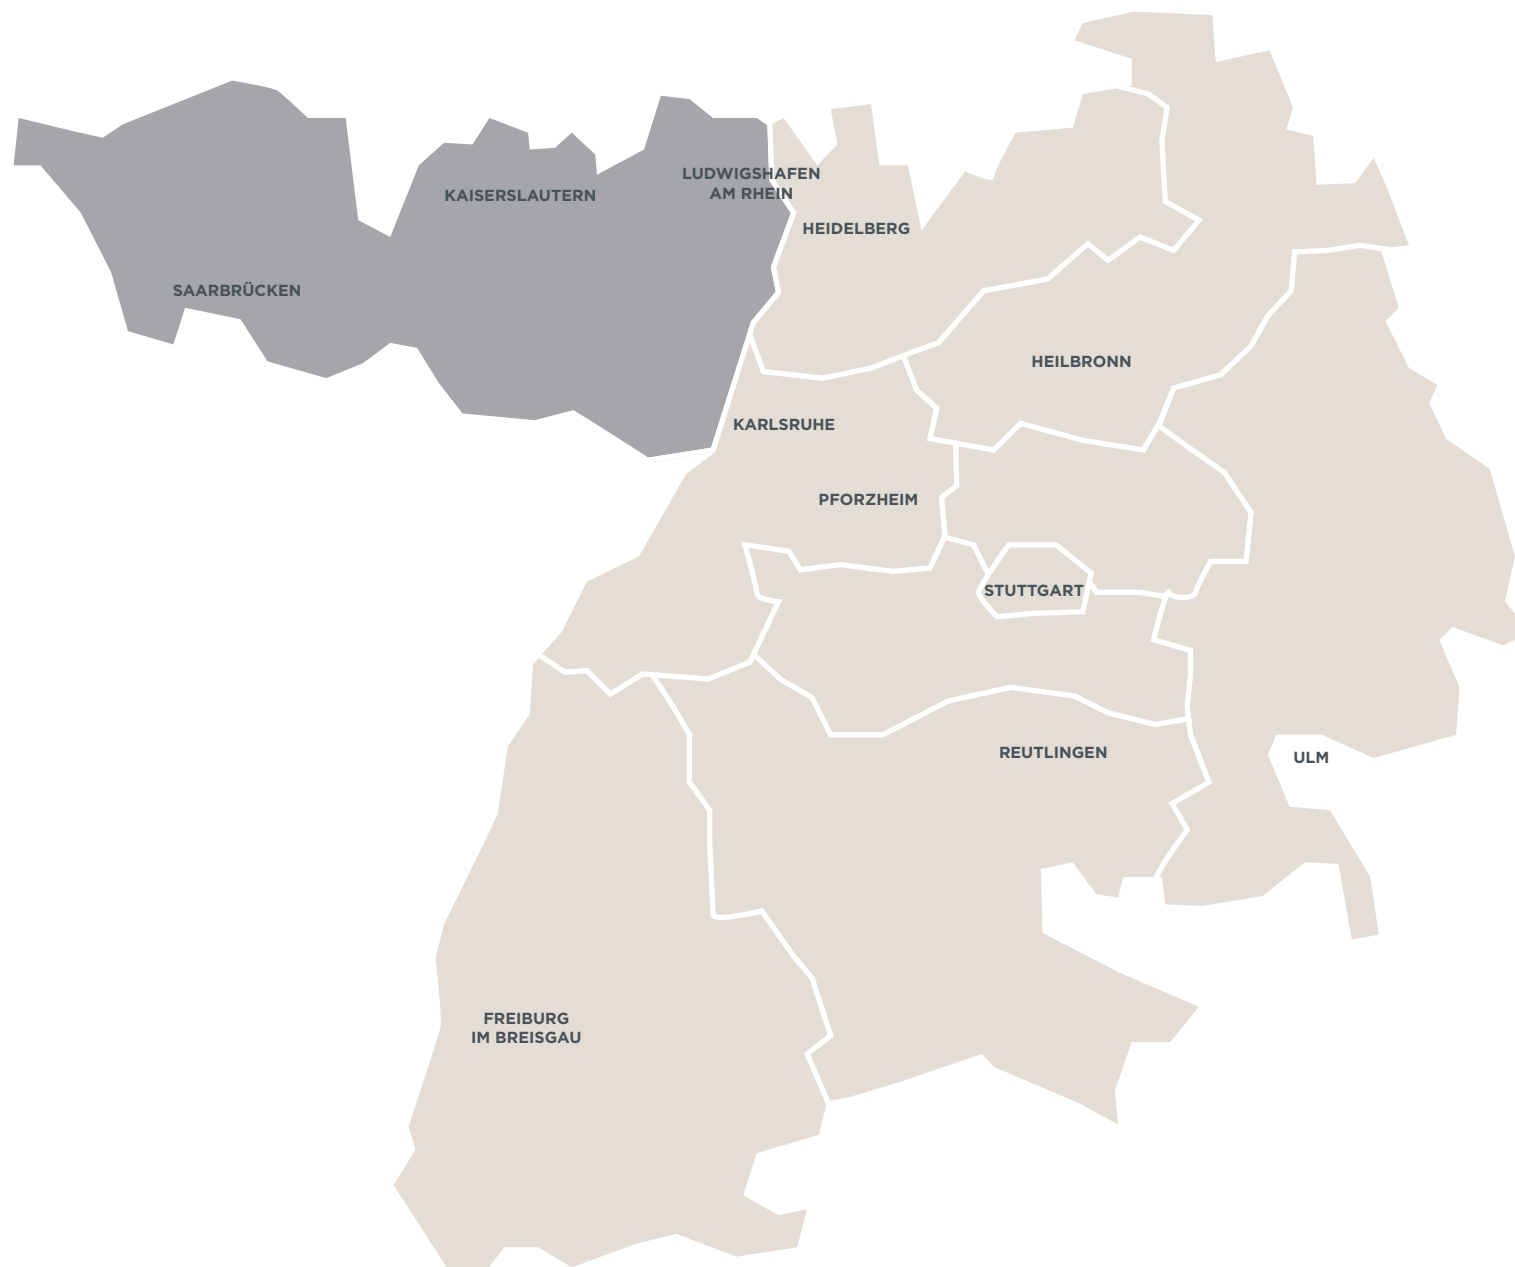 LUDWIGSHAFEN
AM RHEIN
KAISERSLAUTERN
HEIDELBERG
SAARBRÜCKEN
HEILBRONN
KARLSRUHE
PFORZHEIM
STUTTGART
REUTLINGEN
ULM
FREIBURG
IM BREISGAU